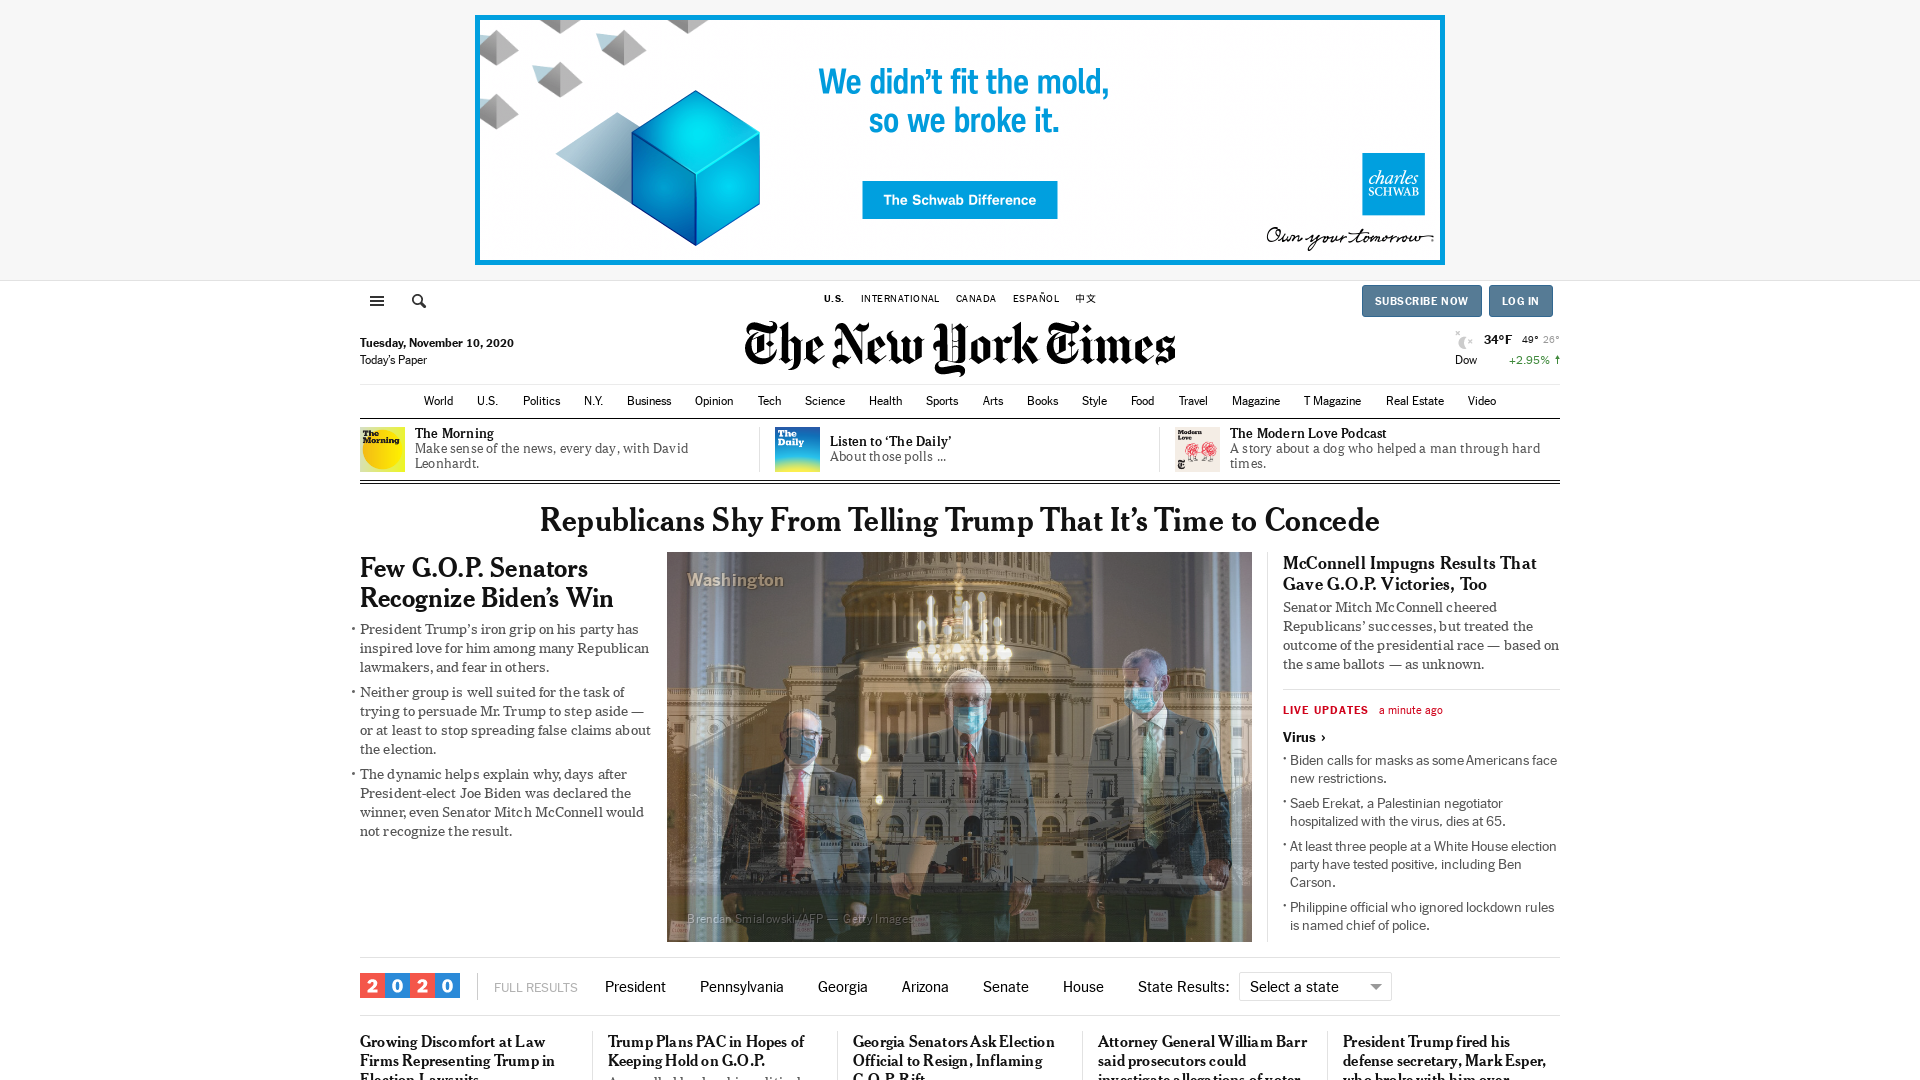 We didn’t fit the mold,
so we broke it.
The Schwab Difference
charles
SCHWAB
Own your tomorrow.
U.S. INTERNATIONAL CANADA ESPAÑOL 中文
SUBSCRIBE NOW LOG IN
The New York Times
Tuesday, November 10, 2020
Today’s Paper
34°F 49° 26°
Dow +2.95% ↑
World U.S. Politics N.Y. Business Opinion Tech Science Health Sports Arts Books Style Food Travel Magazine T Magazine Real Estate Video
The
Morning
The Morning
Make sense of the news, every day, with David
Leonhardt.
The
Daily
Listen to ‘The Daily’
About those polls ...
Modern
Love
The Modern Love Podcast
A story about a dog who helped a man through hard
times.
Republicans Shy From Telling Trump That It’s Time to Concede
Few G.O.P. Senators
Recognize Biden’s Win
• President Trump’s iron grip on his party has
inspired love for him among many Republican
lawmakers, and fear in others.
• Neither group is well suited for the task of
trying to persuade Mr. Trump to step aside —
or at least to stop spreading false claims about
the election.
• The dynamic helps explain why, days after
President-elect Joe Biden was declared the
winner, even Senator Mitch McConnell would
not recognize the result.
Washington
Brendan Smialowski/AFP — Getty Images
McConnell Impugns Results That
Gave G.O.P. Victories, Too
Senator Mitch McConnell cheered
Republicans’ successes, but treated the
outcome of the presidential race — based on
the same ballots — as unknown.
LIVE UPDATES a minute ago
Virus ›
• Biden calls for masks as some Americans face
new restrictions.
• Saeb Erekat, a Palestinian negotiator
hospitalized with the virus, dies at 65.
• At least three people at a White House election
party have tested positive, including Ben
Carson.
• Philippine official who ignored lockdown rules
is named chief of police.
2020 FULL RESULTS President Pennsylvania Georgia Arizona Senate House State Results: Select a state
Growing Discomfort at Law
Firms Representing Trump in
Election Lawsuits
Trump Plans PAC in Hopes of
Keeping Hold on G.O.P.
Georgia Senators Ask Election
Official to Resign, Inflaming
G.O.P. Rift
Attorney General William Barr
said prosecutors could
investigate allegations of voter
President Trump fired his
defense secretary, Mark Esper,
who broke with him over